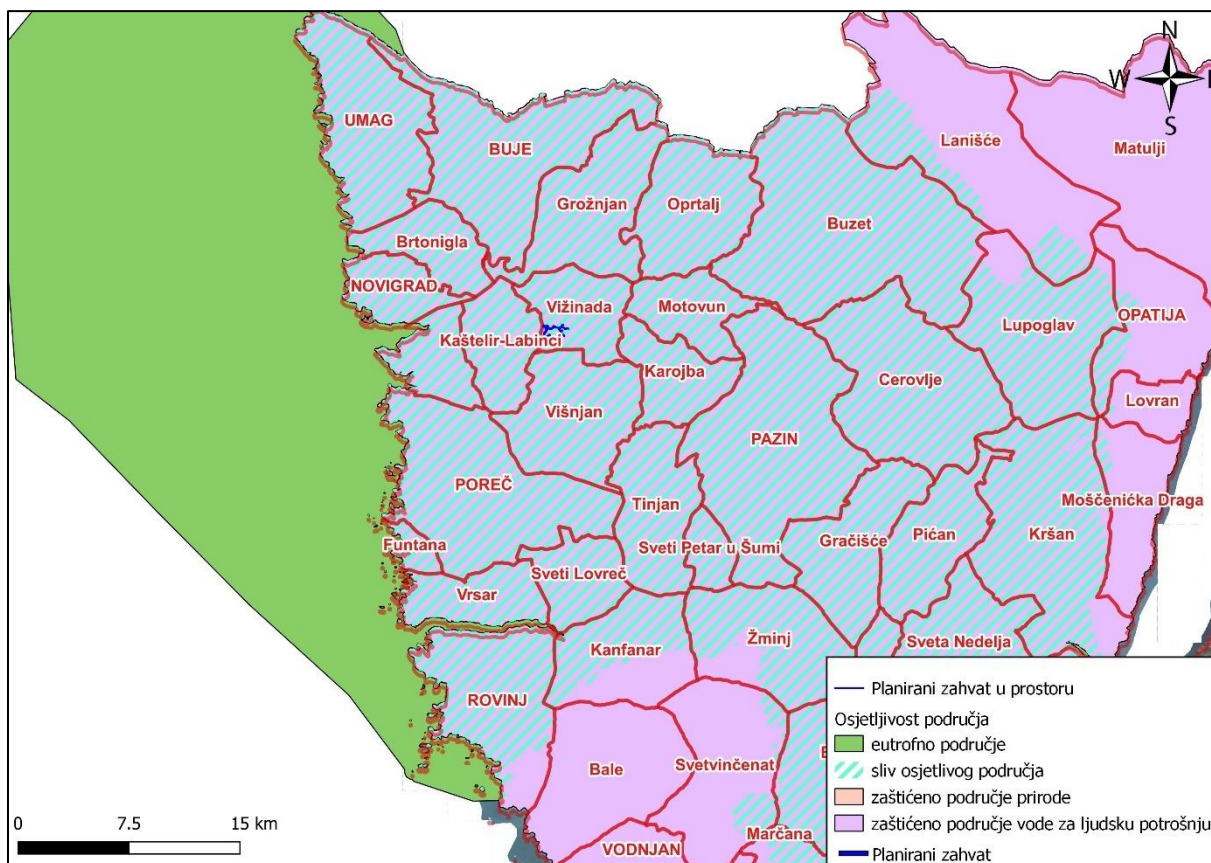 N
W
S
UMAG
BUJE
Lanišće
Matulji
Grožnjan
Oprtalj
Buzet
Brtonigla
NOVIGRAD
Vižinada
Motovun
OPATIJA
Lupoglav
Kaštelir-Labinci
Karojba
Cerovlje
Lovran
Višnjan
PAZIN
POREČ
Tinjan
Moščenička Draga
Funtana
Sveti Petar u Šumi
Gračišće
Pićan
Kršan
Sveti Lovreč
Vrsar
Kanfanar
Žminj
Sveta Nedelja
ROVINJ
Bale
Svetvinčenat
Marčana
VODNJAN
Planirani zahvat u prostoru
Osjetljivost područja
eutrofno područje
sliv osjetlivog područja
zaštićeno područje prirode
zaštićeno područje vode za ljudsku potrošnju
Planirani zahvat
0 7.5 15 km